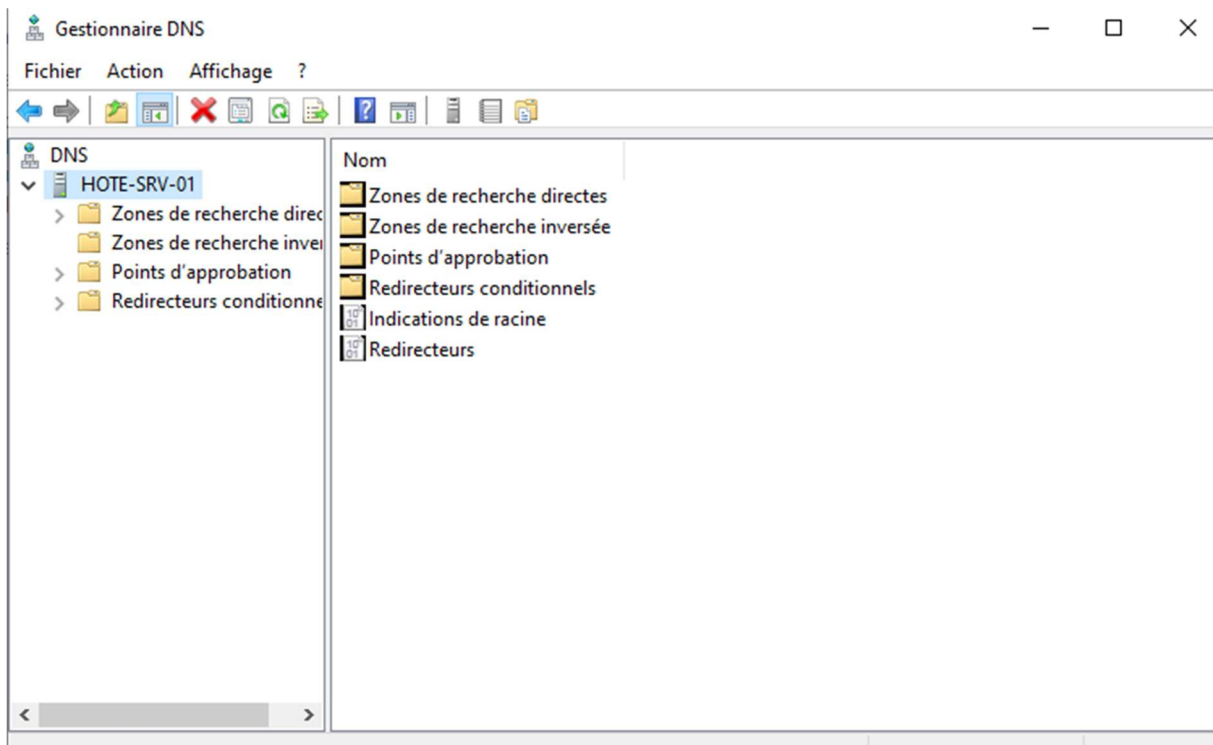 Gestionnaire DNS
Fichier Action Affichage ?
DNS
HOTE-SRV-01
Zones de recherche direc
Zones de recherche inver
Points d'approbation
Redirecteurs conditionne
Nom
Zones de recherche directes
Zones de recherche inversée
Points d'approbation
Redirecteurs conditionnels
Indications de racine
Redirecteurs